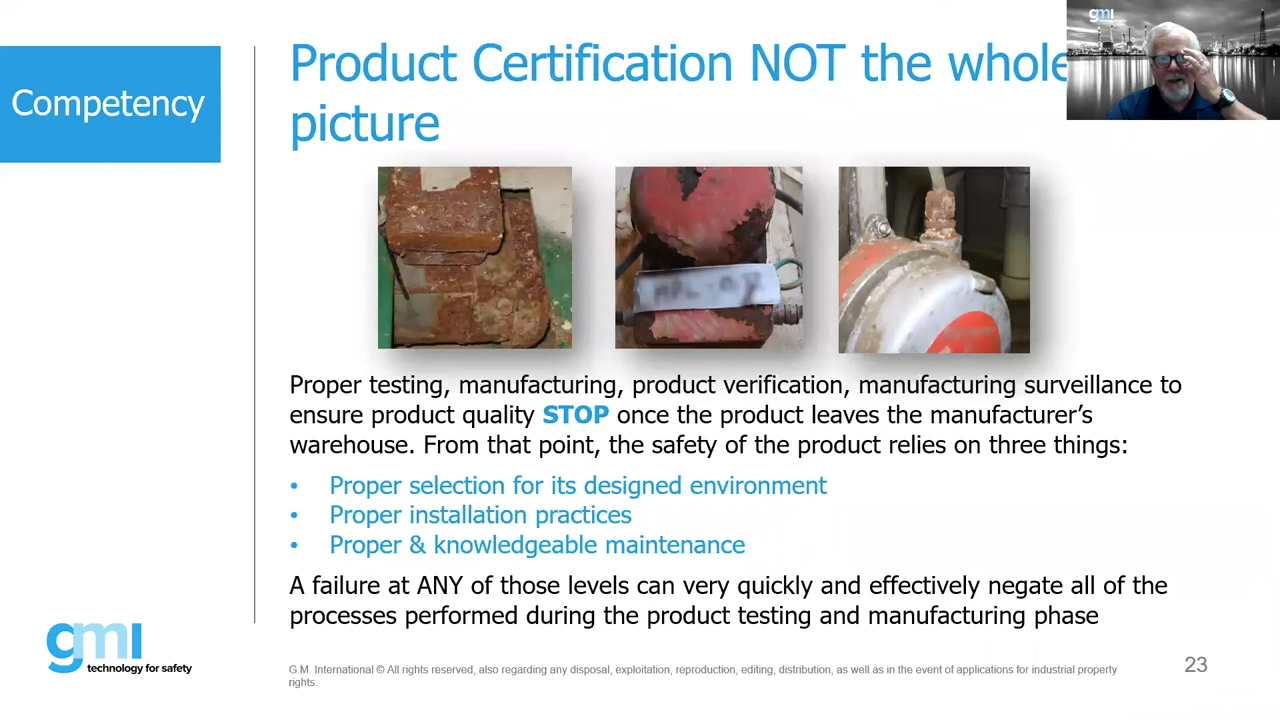 Competency
Product Certification NOT the whole
picture
gmi
Proper testing, manufacturing, product verification, manufacturing surveillance to
ensure product quality STOP once the product leaves the manufacturer’s
warehouse. From that point, the safety of the product relies on three things:
• Proper selection for its designed environment
• Proper installation practices
• Proper & knowledgeable maintenance
A failure at ANY of those levels can very quickly and effectively negate all of the
processes performed during the product testing and manufacturing phase
gmi
technology for safety
G.M. International © All rights reserved, also regarding any disposal, exploitation, reproduction, editing, distribution, as well as in the event of applications for industrial property
rights.
23